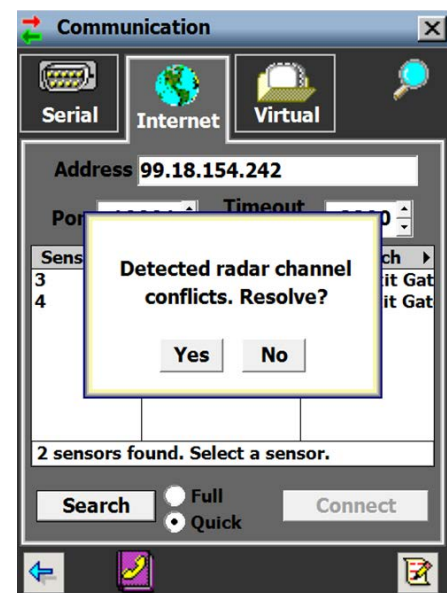 Communication
Serial
Internet
Virtual
Address 99.18.154.242
Timeout
Detected radar channel
conflicts. Resolve?
Yes No
3
4
2 sensors found. Select a sensor.
Search
Full
Quick
Connect